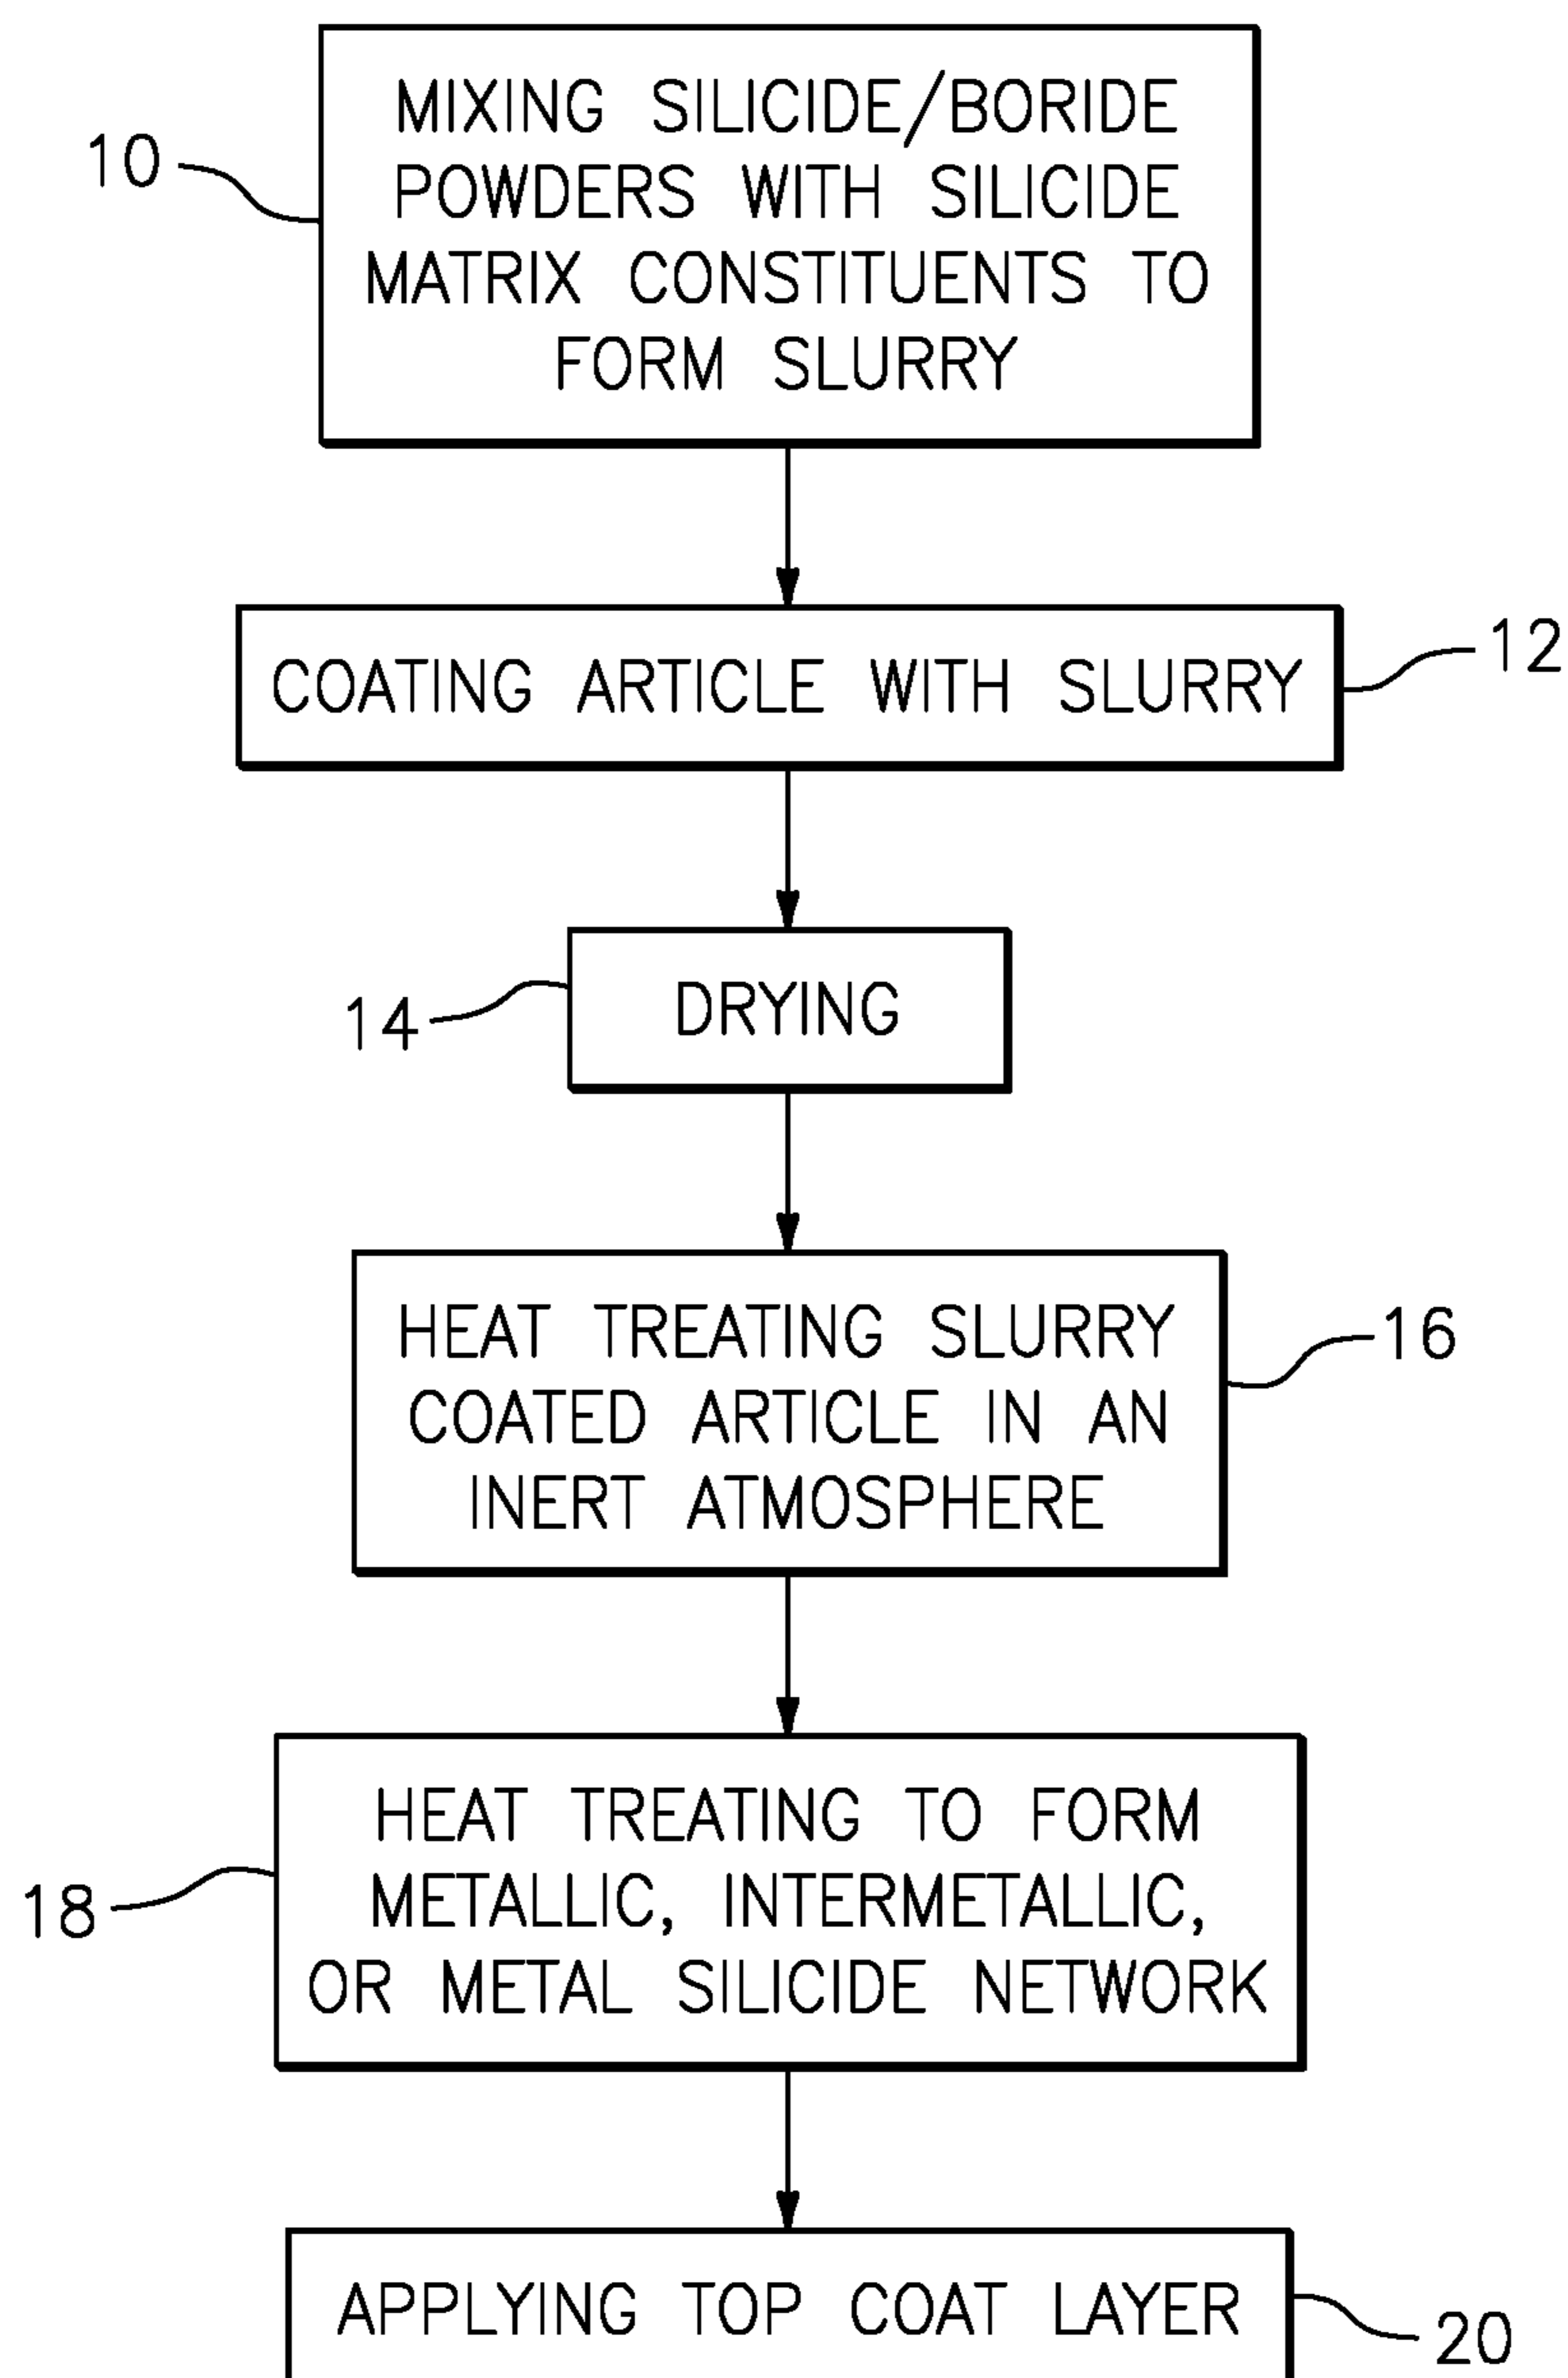 10
MIXING SILICIDE/BORIDE
POWDERS WITH SILICIDE
MATRIX CONSTITUENTS TO
FORM SLURRY
COATING ARTICLE WITH SLURRY
12
14
DRYING
HEAT TREATING SLURRY
COATED ARTICLE IN AN
INERT ATMOSPHERE
16
18
HEAT TREATING TO FORM
METALLIC, INTERMETALLIC,
OR METAL SILICIDE NETWORK
APPLYING TOP COAT LAYER
20